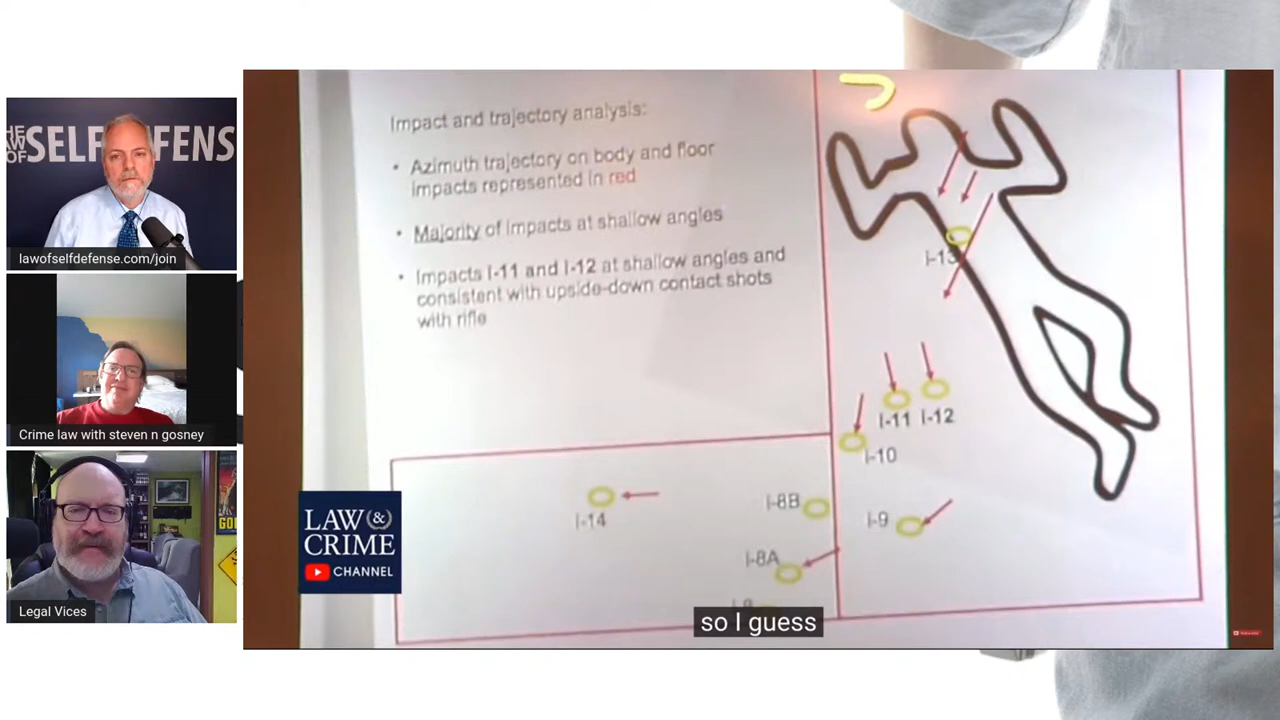 THE
LAW
OF
SELF DEFENS
lawofselfdefense.com/join
Crime law with steven n gosney
Legal Vices
Impact and trajectory analysis:
• Azimuth trajectory on body and floor
impacts represented in red
• Majority of impacts at shallow angles
• Impacts I-11 and I-12 at shallow angles and
consistent with upside-down contact shots
with rifle
I-13
I-11 I-12
I-10
I-9
I-14
I-8B
I-8A
LAW &
CRIME
CHANNEL
so I guess